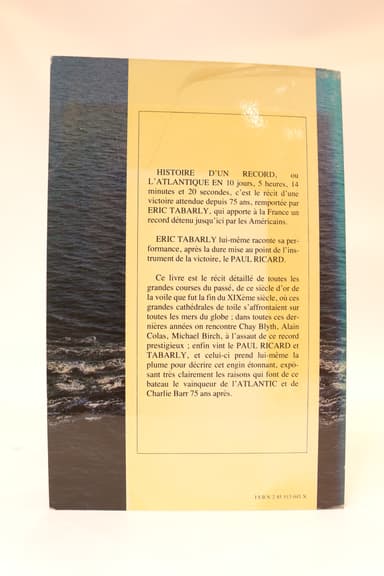 HISTOIRE D'UN RECORD, ou
L'ATLANTIQUE EN 10 jours, 5 heures, 14
minutes et 20 secondes, c'est le récit d'une
victoire attendue depuis 75 ans, remportée par
ERIC TABARLY, qui apporte à la France un
record détenu jusqu'ici par les Américains.
ERIC TABARLY lui-même raconte sa per-
formance, après la dure mise au point de l'ins-
trument de la victoire, le PAUL RICARD.
Ce livre est le récit détaillé de toutes les
grandes courses du passé, de ce siècle d'or de
la voile que fut la fin du XIXème siècle, où ces
grandes cathédrales de toile s'affrontaient sur
toutes les mers du globe ; dans toutes ces der-
nières années on rencontre Chay Blyth, Alain
Colas, Michael Birch, à l'assaut de ce record
prestigieux ; enfin vint le PAUL RICARD et
TABARLY, et celui-ci prend lui-même la
plume pour décrire cet engin étonnant, expo-
sant très clairement les raisons qui font de ce
bateau le vainqueur de l'ATLANTIC et de
Charlie Barr 75 ans après.
ISBN 2